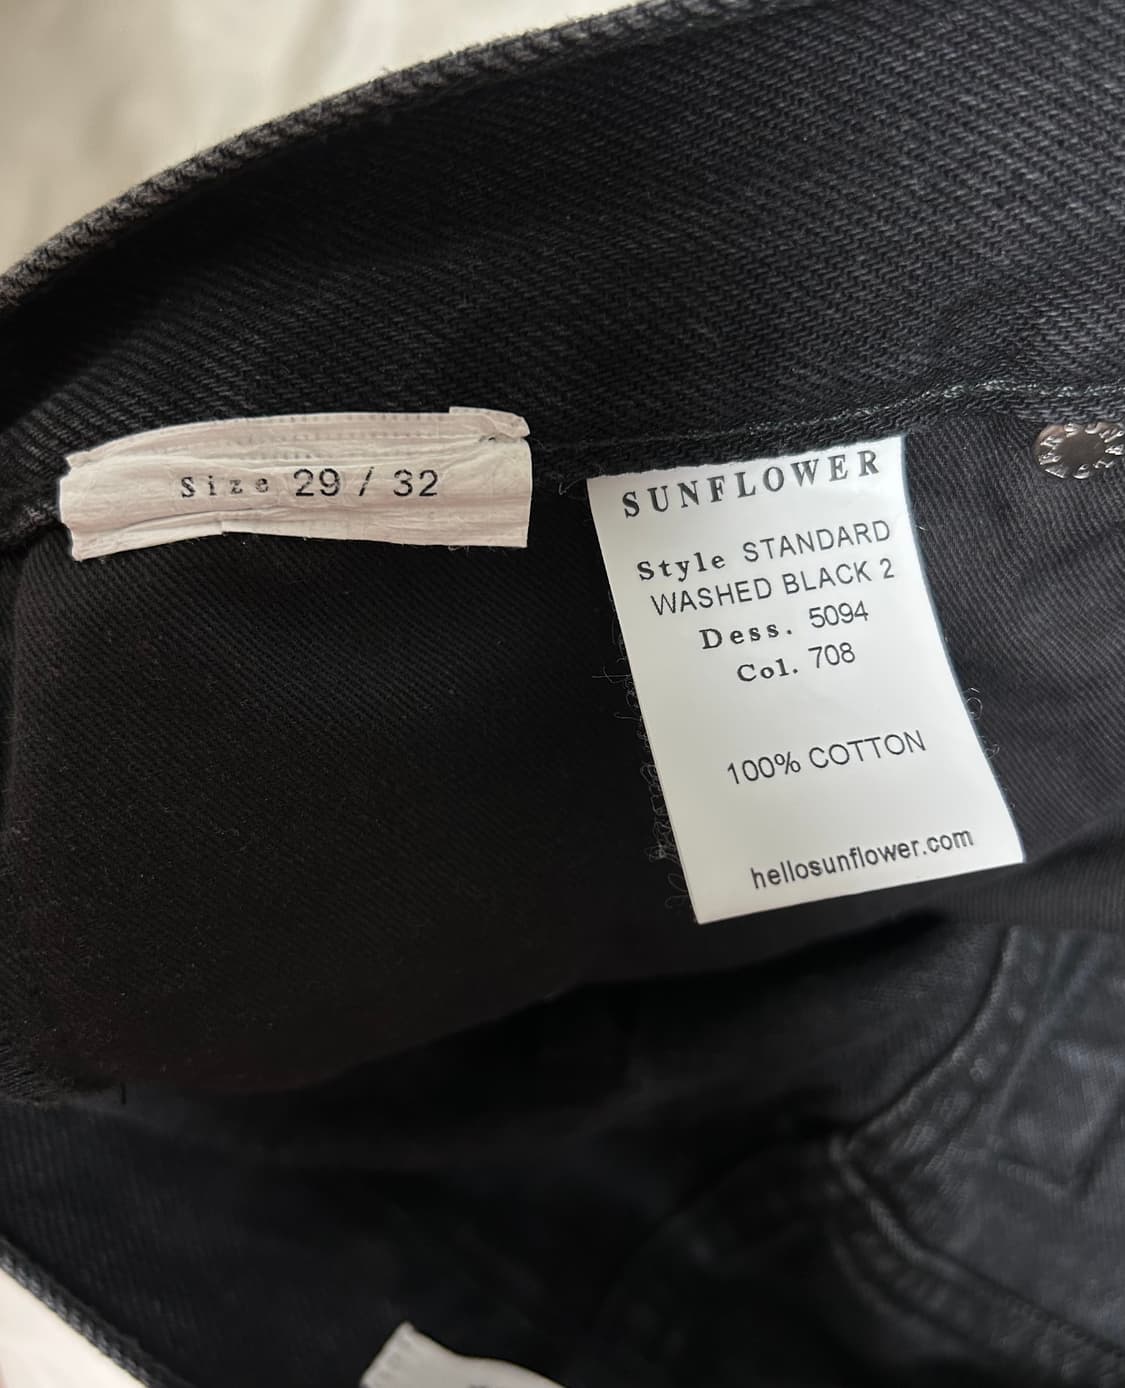 Size 29 / 32
SUNFLOWER
Style STANDARD
WASHED BLACK 2
Dess. 5094
Col. 708
100% COTTON
hellosunflower.com